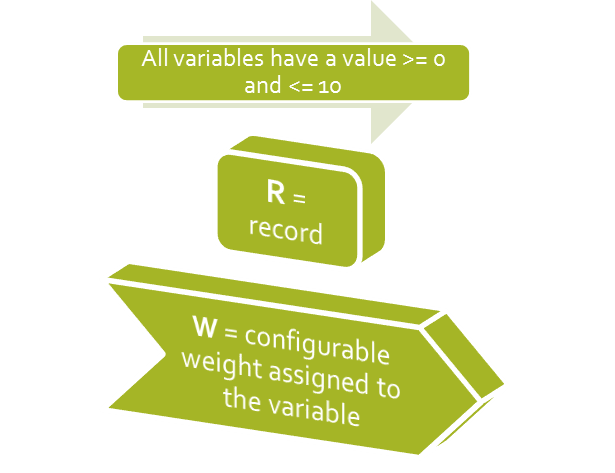 All variables have a value >= 0
and <= 10
R =
record
W = configurable
weight assigned to
the variable